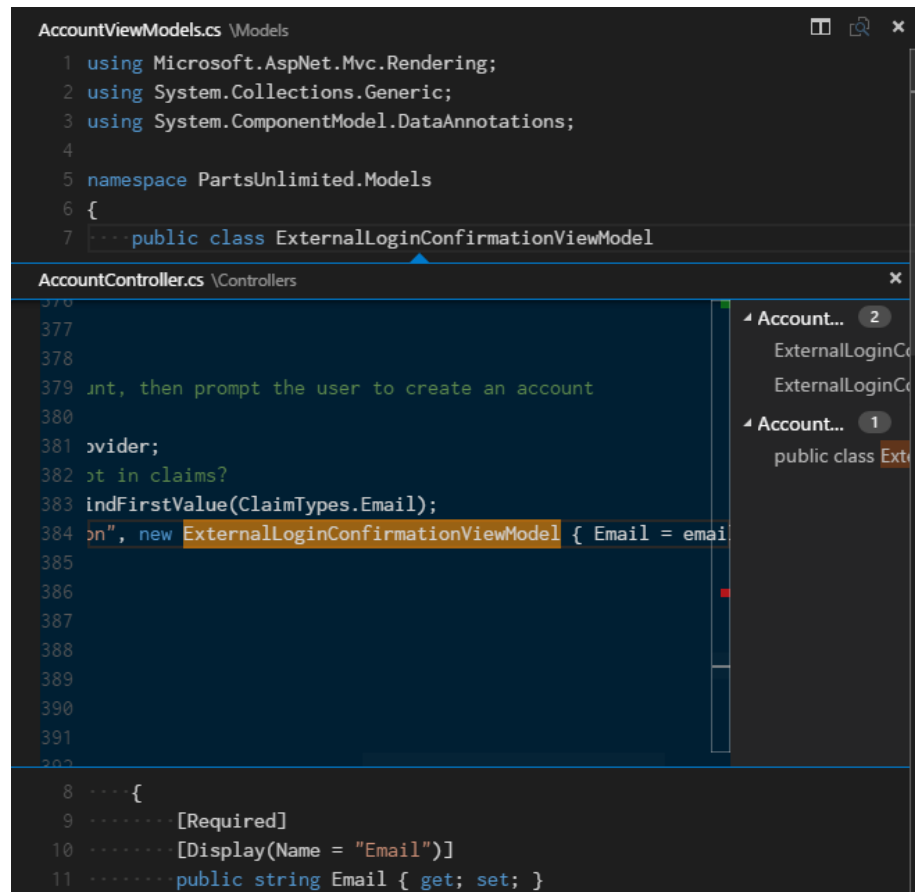 AccountViewModels.cs \Models
1 using Microsoft.AspNet.Mvc.Rendering;
2 using System.Collections.Generic;
3 using System.ComponentModel.DataAnnotations;
4
5 namespace PartsUnlimited.Models
6 {
7 ····public class ExternalLoginConfirmationViewModel
AccountController.cs \Controllers
376
377
378
379 unt, then prompt the user to create an account
380
381 ovider;
382 ot in claims?
383 indFirstValue(ClaimTypes.Email);
384 on", new ExternalLoginConfirmationViewModel { Email = emai
385
386
387
388
389
390
391
392
Account... 2
ExternalLoginCo
ExternalLoginCo
Account... 1
public class Exte
8 ····{
9 ········[Required]
10 ········[Display(Name = "Email")]
11 ········public string Email { get; set; }